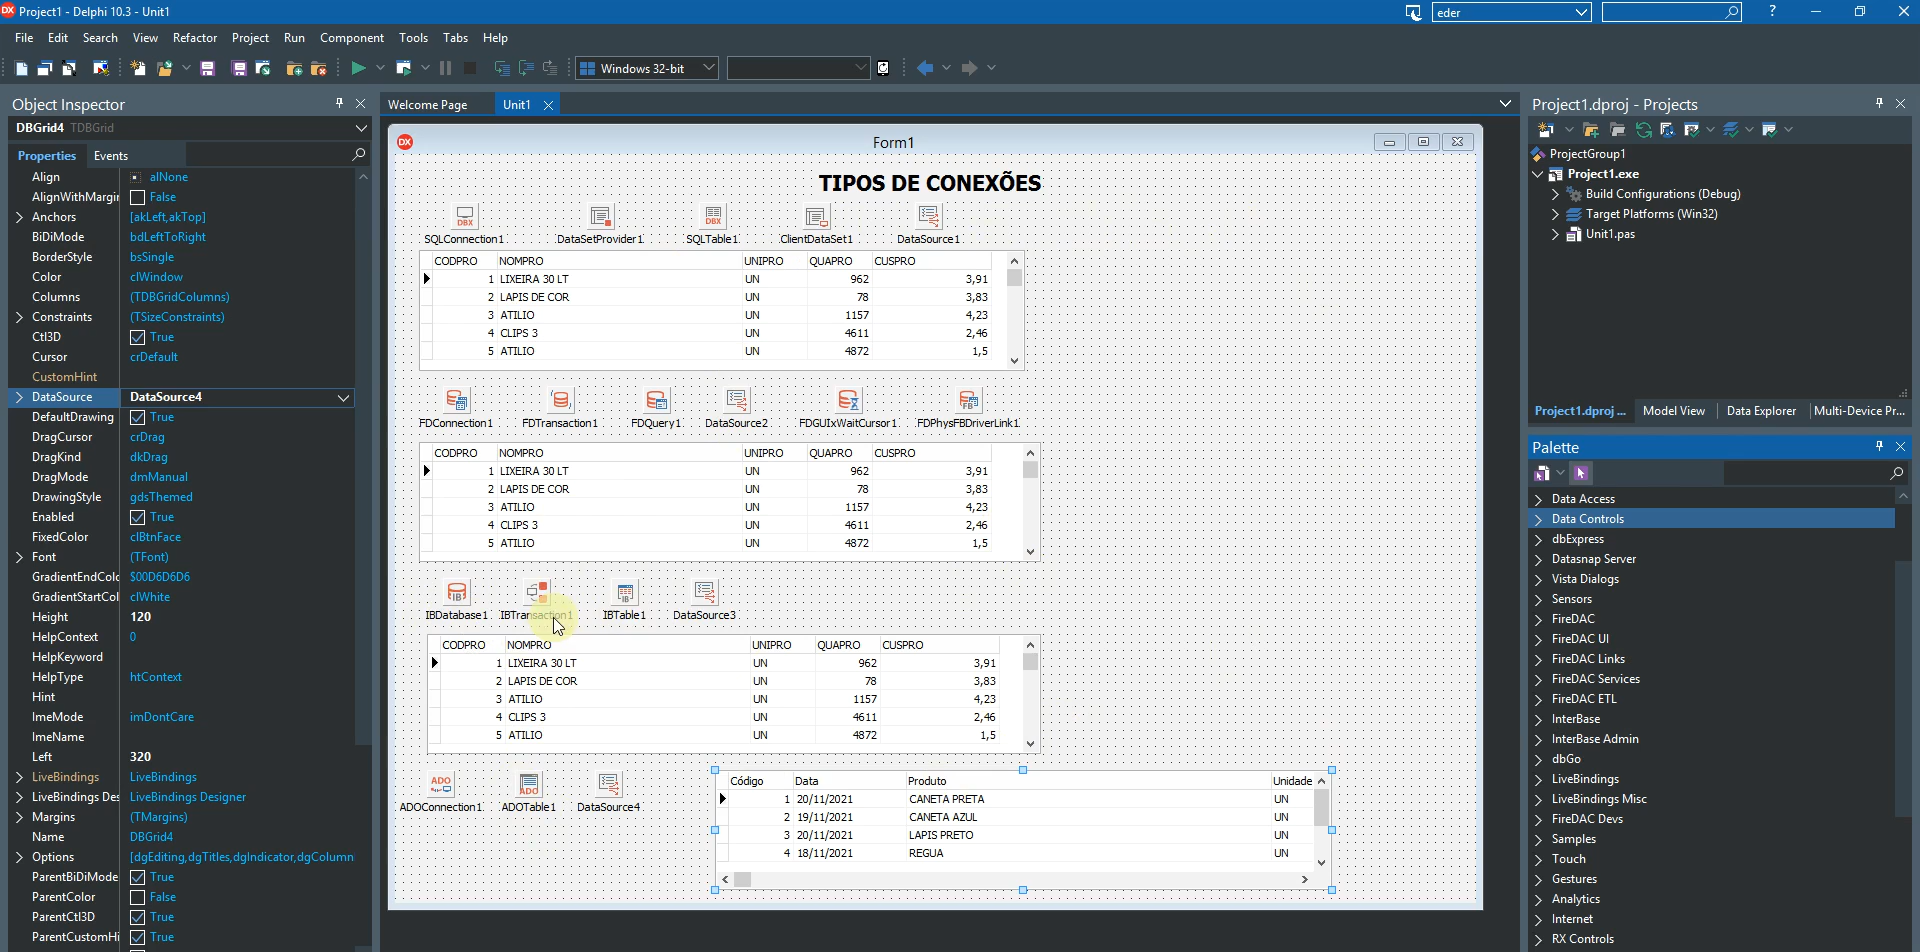 Project1 - Delphi 10.3 - Unit1
eder
?
File Edit Search View Refactor Project Run Component Tools Tabs Help
Windows 32-bit
Object Inspector
DBGrid4 TDBGrid
Properties Events
Align alNone
AlignWithMargi False
Anchors [akLeft,akTop]
BiDiMode bdLeftToRight
BorderStyle bsSingle
Color clWindow
Columns (TDBGridColumns)
Constraints (TSizeConstraints)
Ctl3D True
Cursor crDefault
CustomHint
DataSource DataSource4
DefaultDrawing True
DragCursor crDrag
DragKind dkDrag
DragMode dmManual
DrawingStyle gdsThemed
Enabled True
FixedColor clBtnFace
Font (TFont)
GradientEndColo $00D6D6D6
GradientStartCol clWhite
Height 120
HelpContext 0
HelpKeyword
HelpType htContext
Hint
ImeMode imDontCare
ImeName
Left 320
LiveBindings LiveBindings
LiveBindings Des LiveBindings Designer
Margins (TMargins)
Name DBGrid4
Options [dgEditing,dgTitles,dgIndicator,dgColumn
ParentBiDiMode True
ParentColor False
ParentCtl3D True
ParentCustomHi True
Welcome Page Unit1
DX Form1
TIPOS DE CONEXÕES
DBX DBX
SQLConnection1 DataSetProvider1 SQLTable1 ClientDataSet1 DataSource1
CODPRO NOMPRO UNIPRO QUAPRO CUSPRO
1 LIXEIRA 30 LT UN 962 3,91
2 LAPIS DE COR UN 78 3,83
3 ATILIO UN 1157 4,23
4 CLIPS 3 UN 4611 2,46
5 ATILIO UN 4872 1,5
FB
FDConnection1 FDTransaction1 FDQuery1 DataSource2 FDGUIxWaitCursor1 FDPhysFBDriverLink1
CODPRO NOMPRO UNIPRO QUAPRO CUSPRO
1 LIXEIRA 30 LT UN 962 3,91
2 LAPIS DE COR UN 78 3,83
3 ATILIO UN 1157 4,23
4 CLIPS 3 UN 4611 2,46
5 ATILIO UN 4872 1,5
IB IB
IBDatabase1 IBTransaction1 IBTable1 DataSource3
CODPRO NOMPRO UNIPRO QUAPRO CUSPRO
1 LIXEIRA 30 LT UN 962 3,91
2 LAPIS DE COR UN 78 3,83
3 ATILIO UN 1157 4,23
4 CLIPS 3 UN 4611 2,46
5 ATILIO UN 4872 1,5
ADO ADO
ADOConnection1 ADOTable1 DataSource4
Código Data Produto Unidade
1 20/11/2021 CANETA PRETA UN
2 19/11/2021 CANETA AZUL UN
3 20/11/2021 LAPIS PRETO UN
4 18/11/2021 REGUA UN
Project1.dproj - Projects
ProjectGroup1
Project1.exe
Build Configurations (Debug)
Target Platforms (Win32)
Unit1.pas
Project1.dproj ... Model View Data Explorer Multi-Device Pr...
Palette
Data Access
Data Controls
dbExpress
Datasnap Server
Vista Dialogs
Sensors
FireDAC
FireDAC UI
FireDAC Links
FireDAC Services
FireDAC ETL
InterBase
InterBase Admin
dbGo
LiveBindings
LiveBindings Misc
FireDAC Devs
Samples
Touch
Gestures
Analytics
Internet
RX Controls